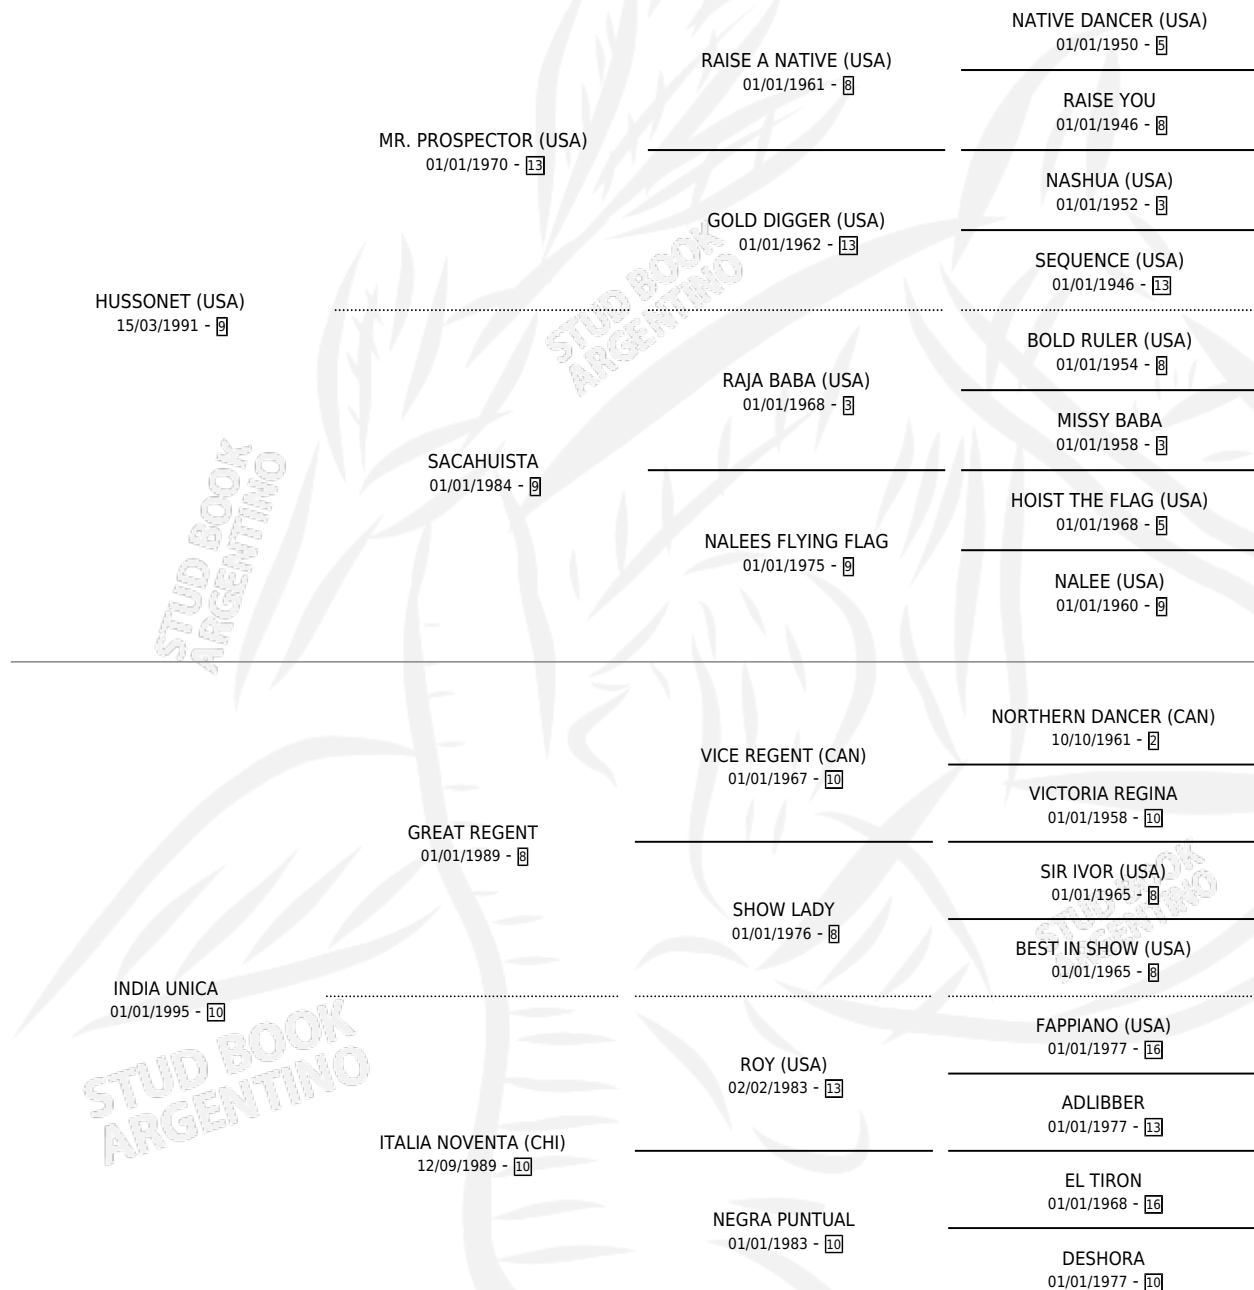 NATIVE DANCER (USA)
01/01/1950 - 5
RAISE A NATIVE (USA)
01/01/1961 - 8
RAISE YOU
01/01/1946 - 8
MR. PROSPECTOR (USA)
01/01/1970 - 13
NASHUA (USA)
01/01/1952 - 3
GOLD DIGGER (USA)
01/01/1962 - 13
SEQUENCE (USA)
01/01/1946 - 13
HUSSONET (USA)
15/03/1991 - 9
STUD BOOK
ARGENTINO
BOLD RULER (USA)
01/01/1954 - 8
RAJA BABA (USA)
01/01/1968 - 3
MISSY BABA
01/01/1958 - 3
SACAHUISTA
01/01/1984 - 9
HOIST THE FLAG (USA)
01/01/1968 - 5
NALEES FLYING FLAG
01/01/1975 - 9
NALEE (USA)
01/01/1960 - 9
STUD BOOK
ARGENTINO
NORTHERN DANCER (CAN)
10/10/1961 - 2
VICE REGENT (CAN)
01/01/1967 - 10
VICTORIA REGINA
01/01/1958 - 10
GREAT REGENT
01/01/1989 - 8
SIR IVOR (USA)
01/01/1965 - 8
SHOW LADY
01/01/1976 - 8
BEST IN SHOW (USA)
01/01/1965 - 8
STUD BOOK
ARGENTINO
INDIA UNICA
01/01/1995 - 10
STUD BOOK
ARGENTINO
FAPPIANO (USA)
01/01/1977 - 16
ROY (USA)
02/02/1983 - 13
ADLIBBER
01/01/1977 - 13
ITALIA NOVENTA (CHI)
12/09/1989 - 10
EL TIRON
01/01/1968 - 16
NEGRA PUNTUAL
01/01/1983 - 10
DESHORA
01/01/1977 - 10